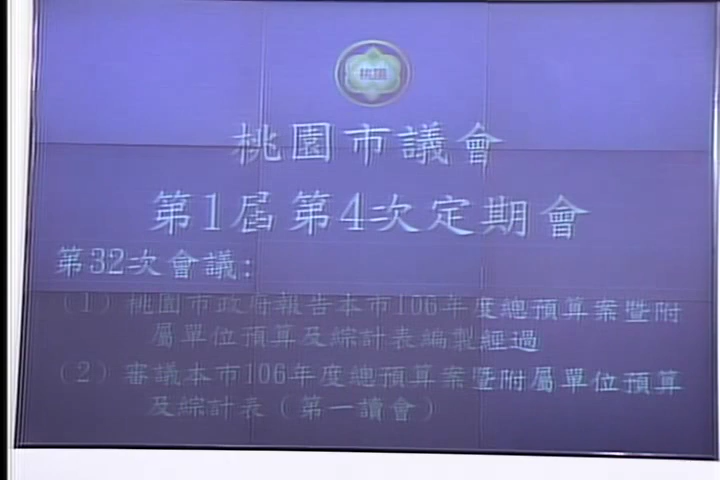 桃園
桃園市議會
第1屆第4次定期會
第32次會議:
(1) 桃園市政府報告本市106年度總預算案暨附
屬單位預算及綜計表編製經過
(2) 審議本市106年度總預算案暨附屬單位預算
及綜計表(第一讀會)